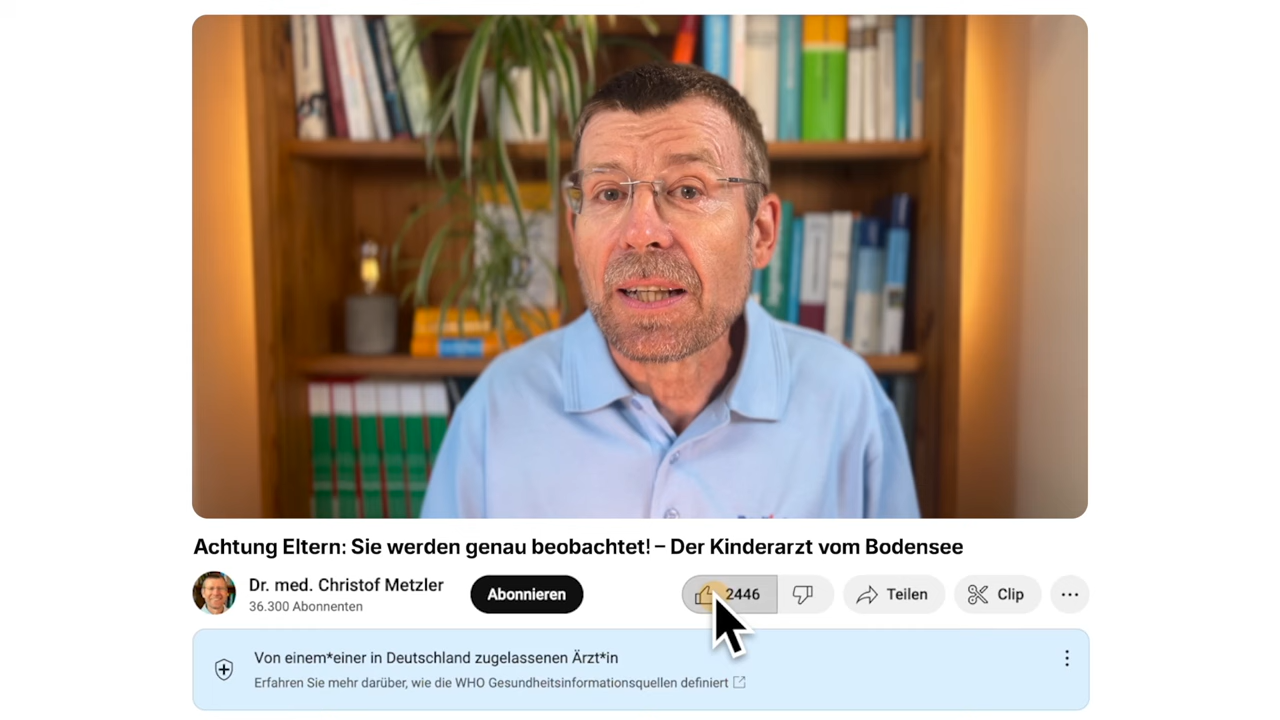 Achtung Eltern: Sie werden genau beobachtet! – Der Kinderarzt vom Bodensee
Dr. med. Christof Metzler
36.300 Abonnenten
Abonnieren
2446
Teilen
Clip
Von einem*einer in Deutschland zugelassenen Ärzt*in
Erfahren Sie mehr darüber, wie die WHO Gesundheitsinformationsquellen definiert